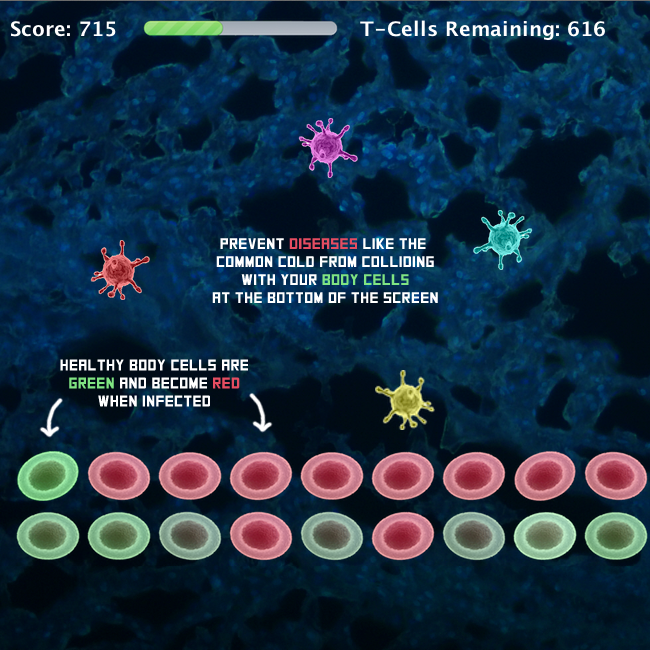 Score: 715
T-Cells Remaining: 616
PREVENT DISEASES LIKE THE
COMMON COLD FROM COLLIDING
WITH YOUR BODY CELLS
AT THE BOTTOM OF THE SCREEN
HEALTHY BODY CELLS ARE
GREEN AND BECOME RED
WHEN INFECTED